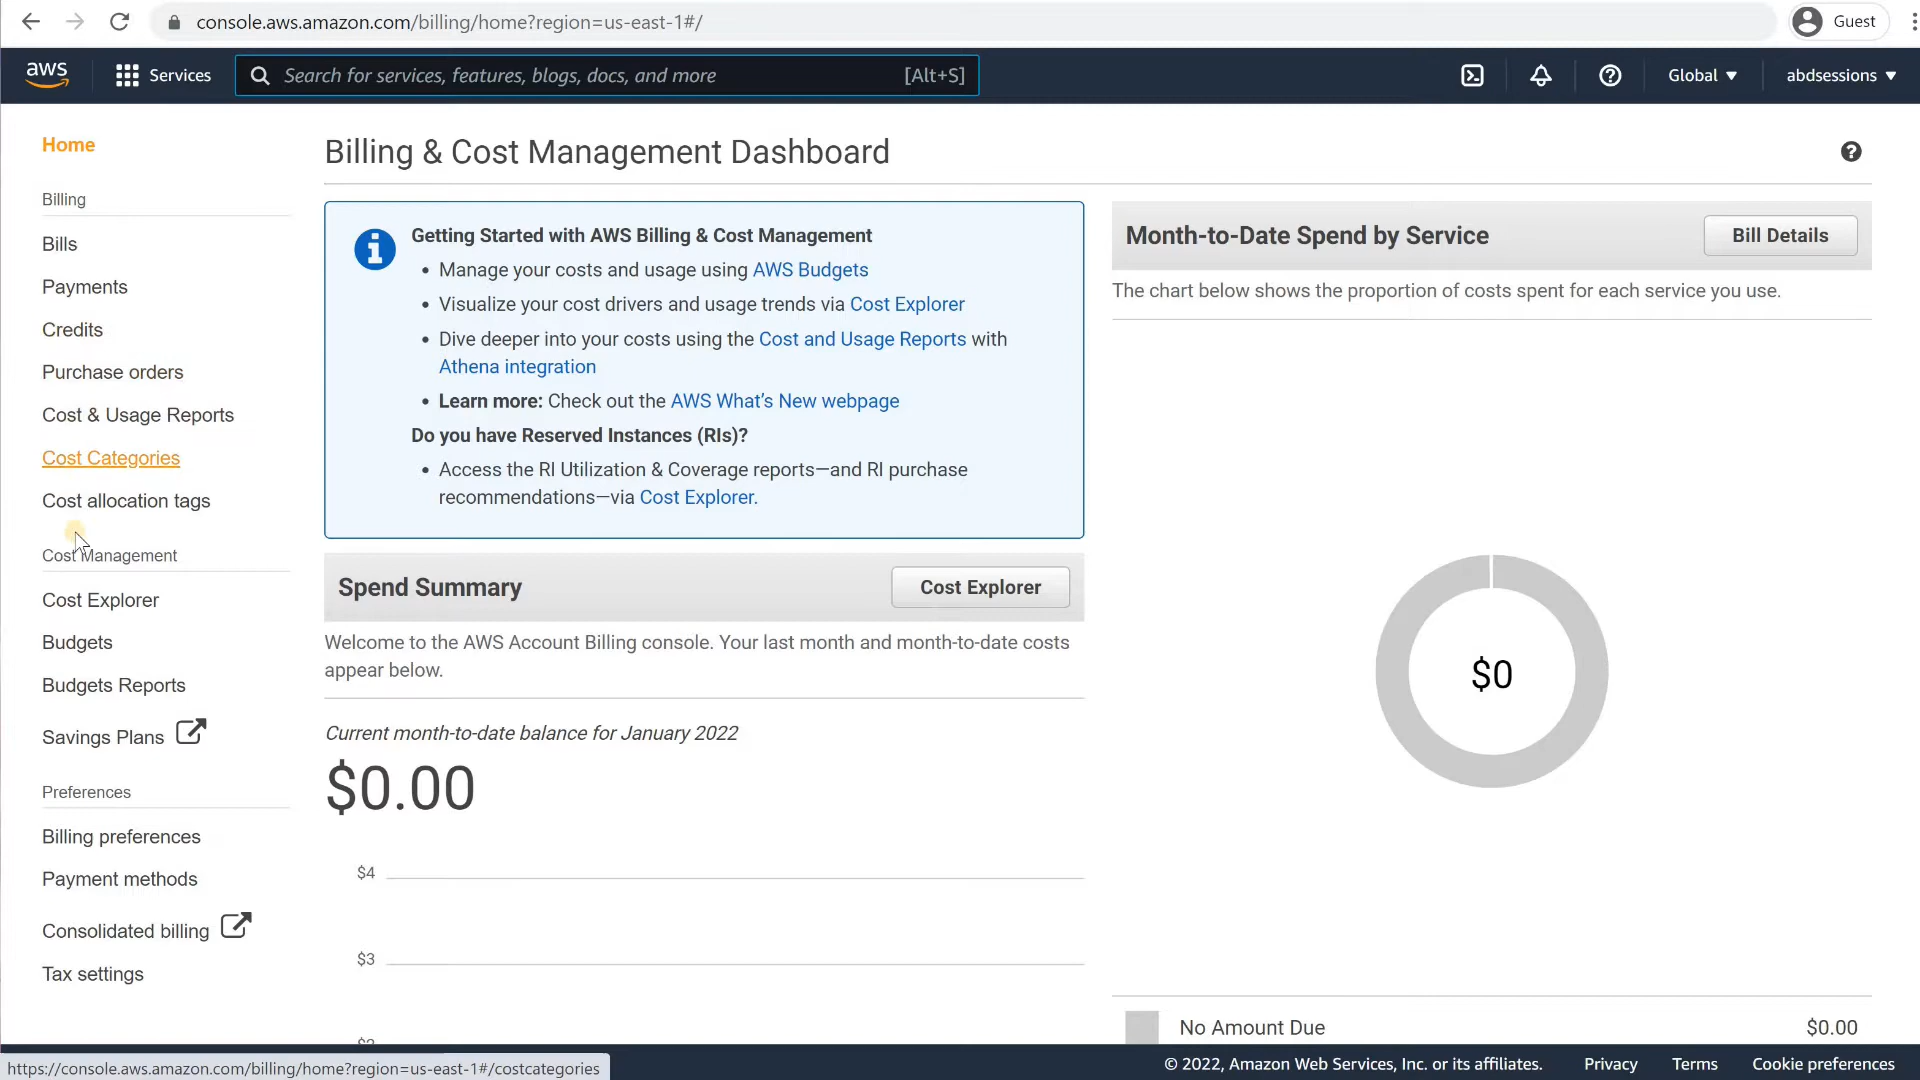 console.aws.amazon.com/billing/home?region=us-east-1#/
Guest
aws
Services
Search for services, features, blogs, docs, and more
[Alt+S]
Global ▼
abdsessions ▼
Home
Billing
Bills
Payments
Credits
Purchase orders
Cost & Usage Reports
Cost Categories
Cost allocation tags
Cost Management
Cost Explorer
Budgets
Budgets Reports
Savings Plans
Preferences
Billing preferences
Payment methods
Consolidated billing
Tax settings
Billing & Cost Management Dashboard
Getting Started with AWS Billing & Cost Management
• Manage your costs and usage using AWS Budgets
• Visualize your cost drivers and usage trends via Cost Explorer
• Dive deeper into your costs using the Cost and Usage Reports with
Athena integration
• Learn more: Check out the AWS What’s New webpage
Do you have Reserved Instances (RIs)?
• Access the RI Utilization & Coverage reports—and RI purchase
recommendations—via Cost Explorer.
Spend Summary
Cost Explorer
Welcome to the AWS Account Billing console. Your last month and month-to-date costs
appear below.
Current month-to-date balance for January 2022
$0.00
$4
$3
Month-to-Date Spend by Service
Bill Details
The chart below shows the proportion of costs spent for each service you use.
$0
No Amount Due
$0.00
https://console.aws.amazon.com/billing/home?region=us-east-1#/costcategories
© 2022, Amazon Web Services, Inc. or its affiliates.
Privacy
Terms
Cookie preferences